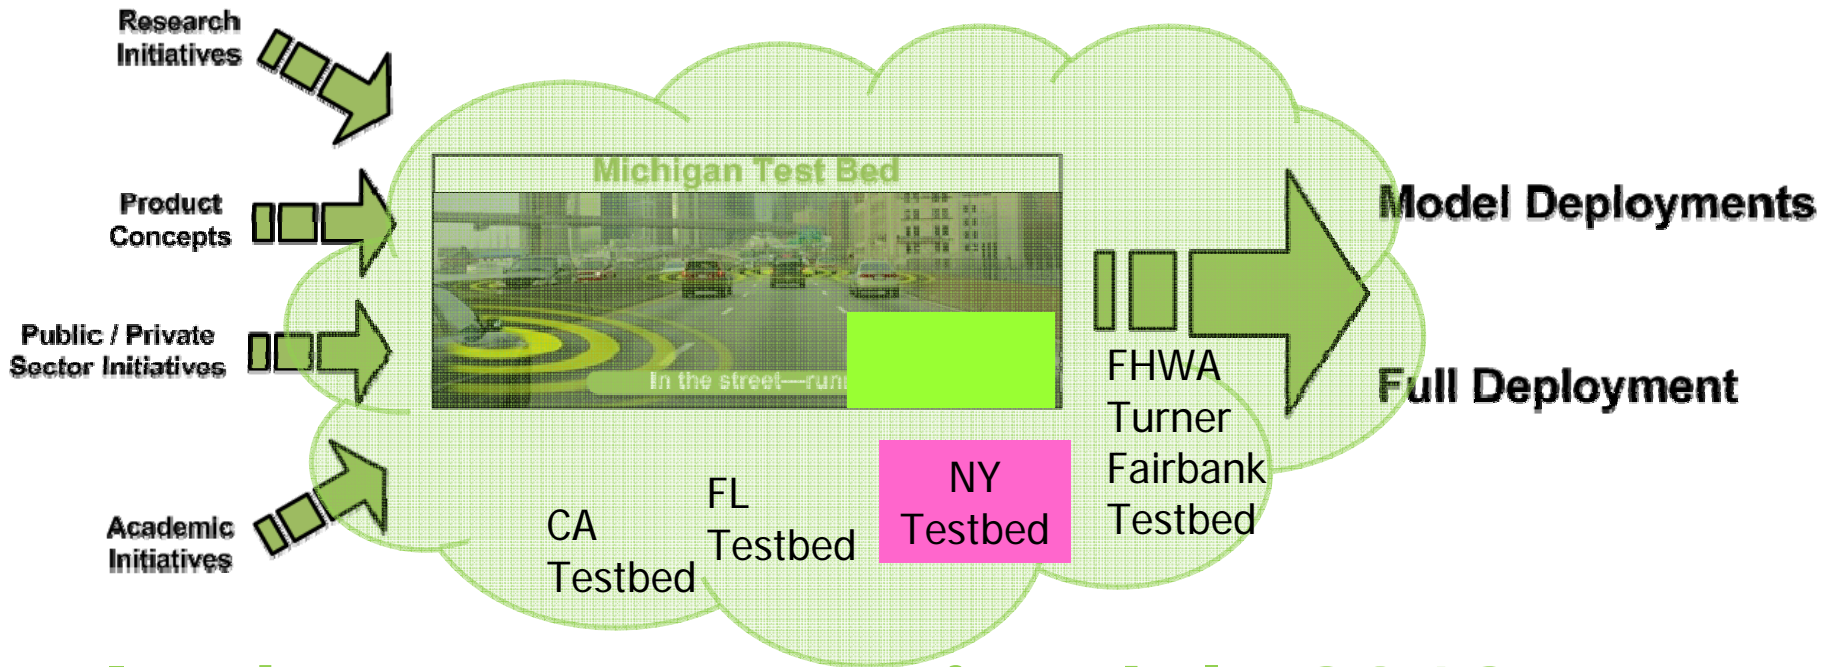 Research
Initiatives
Product
Concepts
Public / Private
Sector Initiatives
Academic
Initiatives
Michigan Test Bed
In the street
Model Deployments
Full Deployment
FHWA
Turner
Fairbank
Testbed
NY
Testbed
FL
Testbed
CA
Testbed